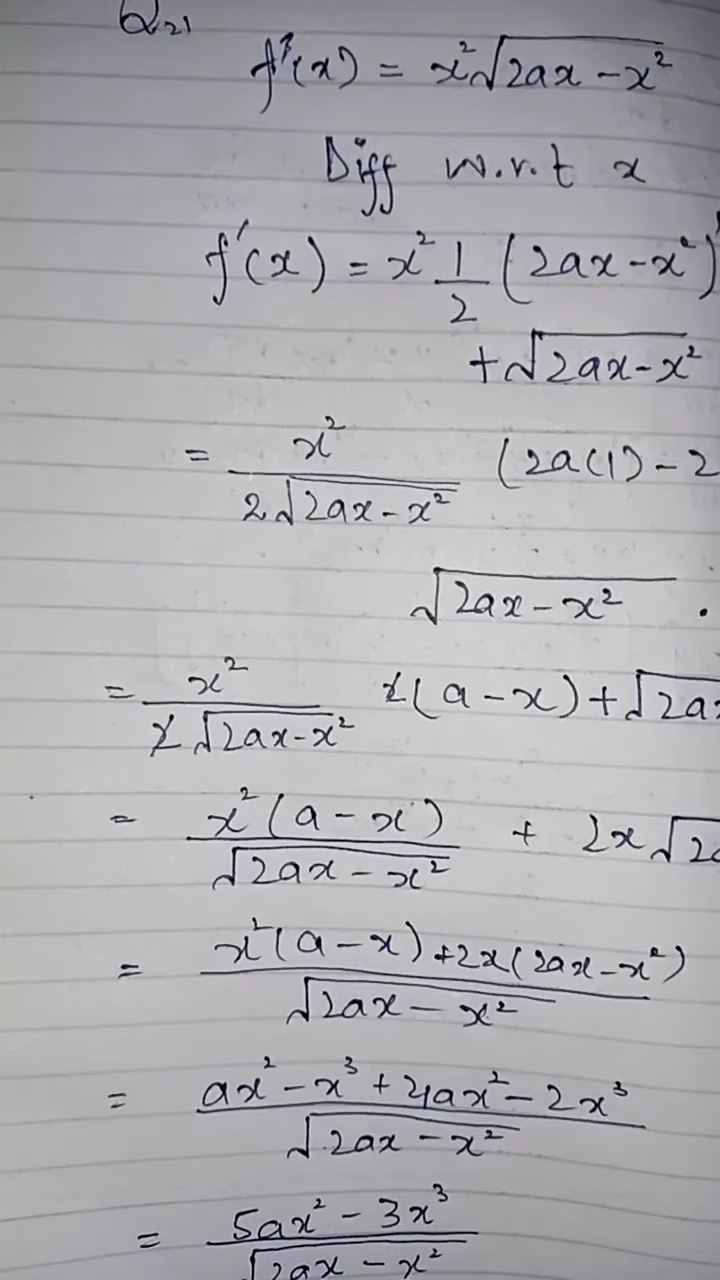 Q21
f'(x) = x²√(2ax - x²)
Diff w.r.t x
f'(x) = x² 1/2 (2ax - x²)
+ √(2ax - x²)
= x² / (2√(2ax - x²)) (2a(1) - 2
√(2ax - x²) .
= x² / (2√(2ax - x²)) 2(a - x) + √2a
= x²(a - x) / √(2ax - x²) + 2x √2
= (x²(a - x) + 2x(2ax - x²)) / √(2ax - x²)
= (ax² - x³ + 4ax² - 2x³) / √(2ax - x²)
= (5ax² - 3x³) / √(2ax - x²)